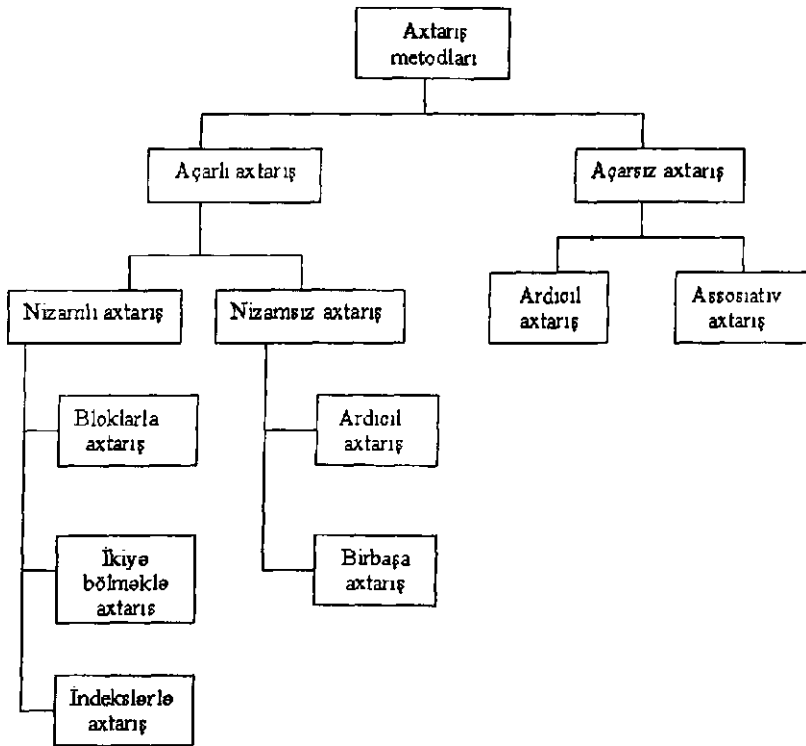 Axtarış
metodları
Açarlı axtarış
Açarsız axtarış
Nizamlı axtarış
Nizamsız axtarış
Ardıcıl
axtarış
Assosiativ
axtarış
Bloklarla
axtarış
Ardıcıl
axtarış
İkiyə
bölməklə
axtarış
Birbaşa
axtarış
İndekslərlə
axtarış